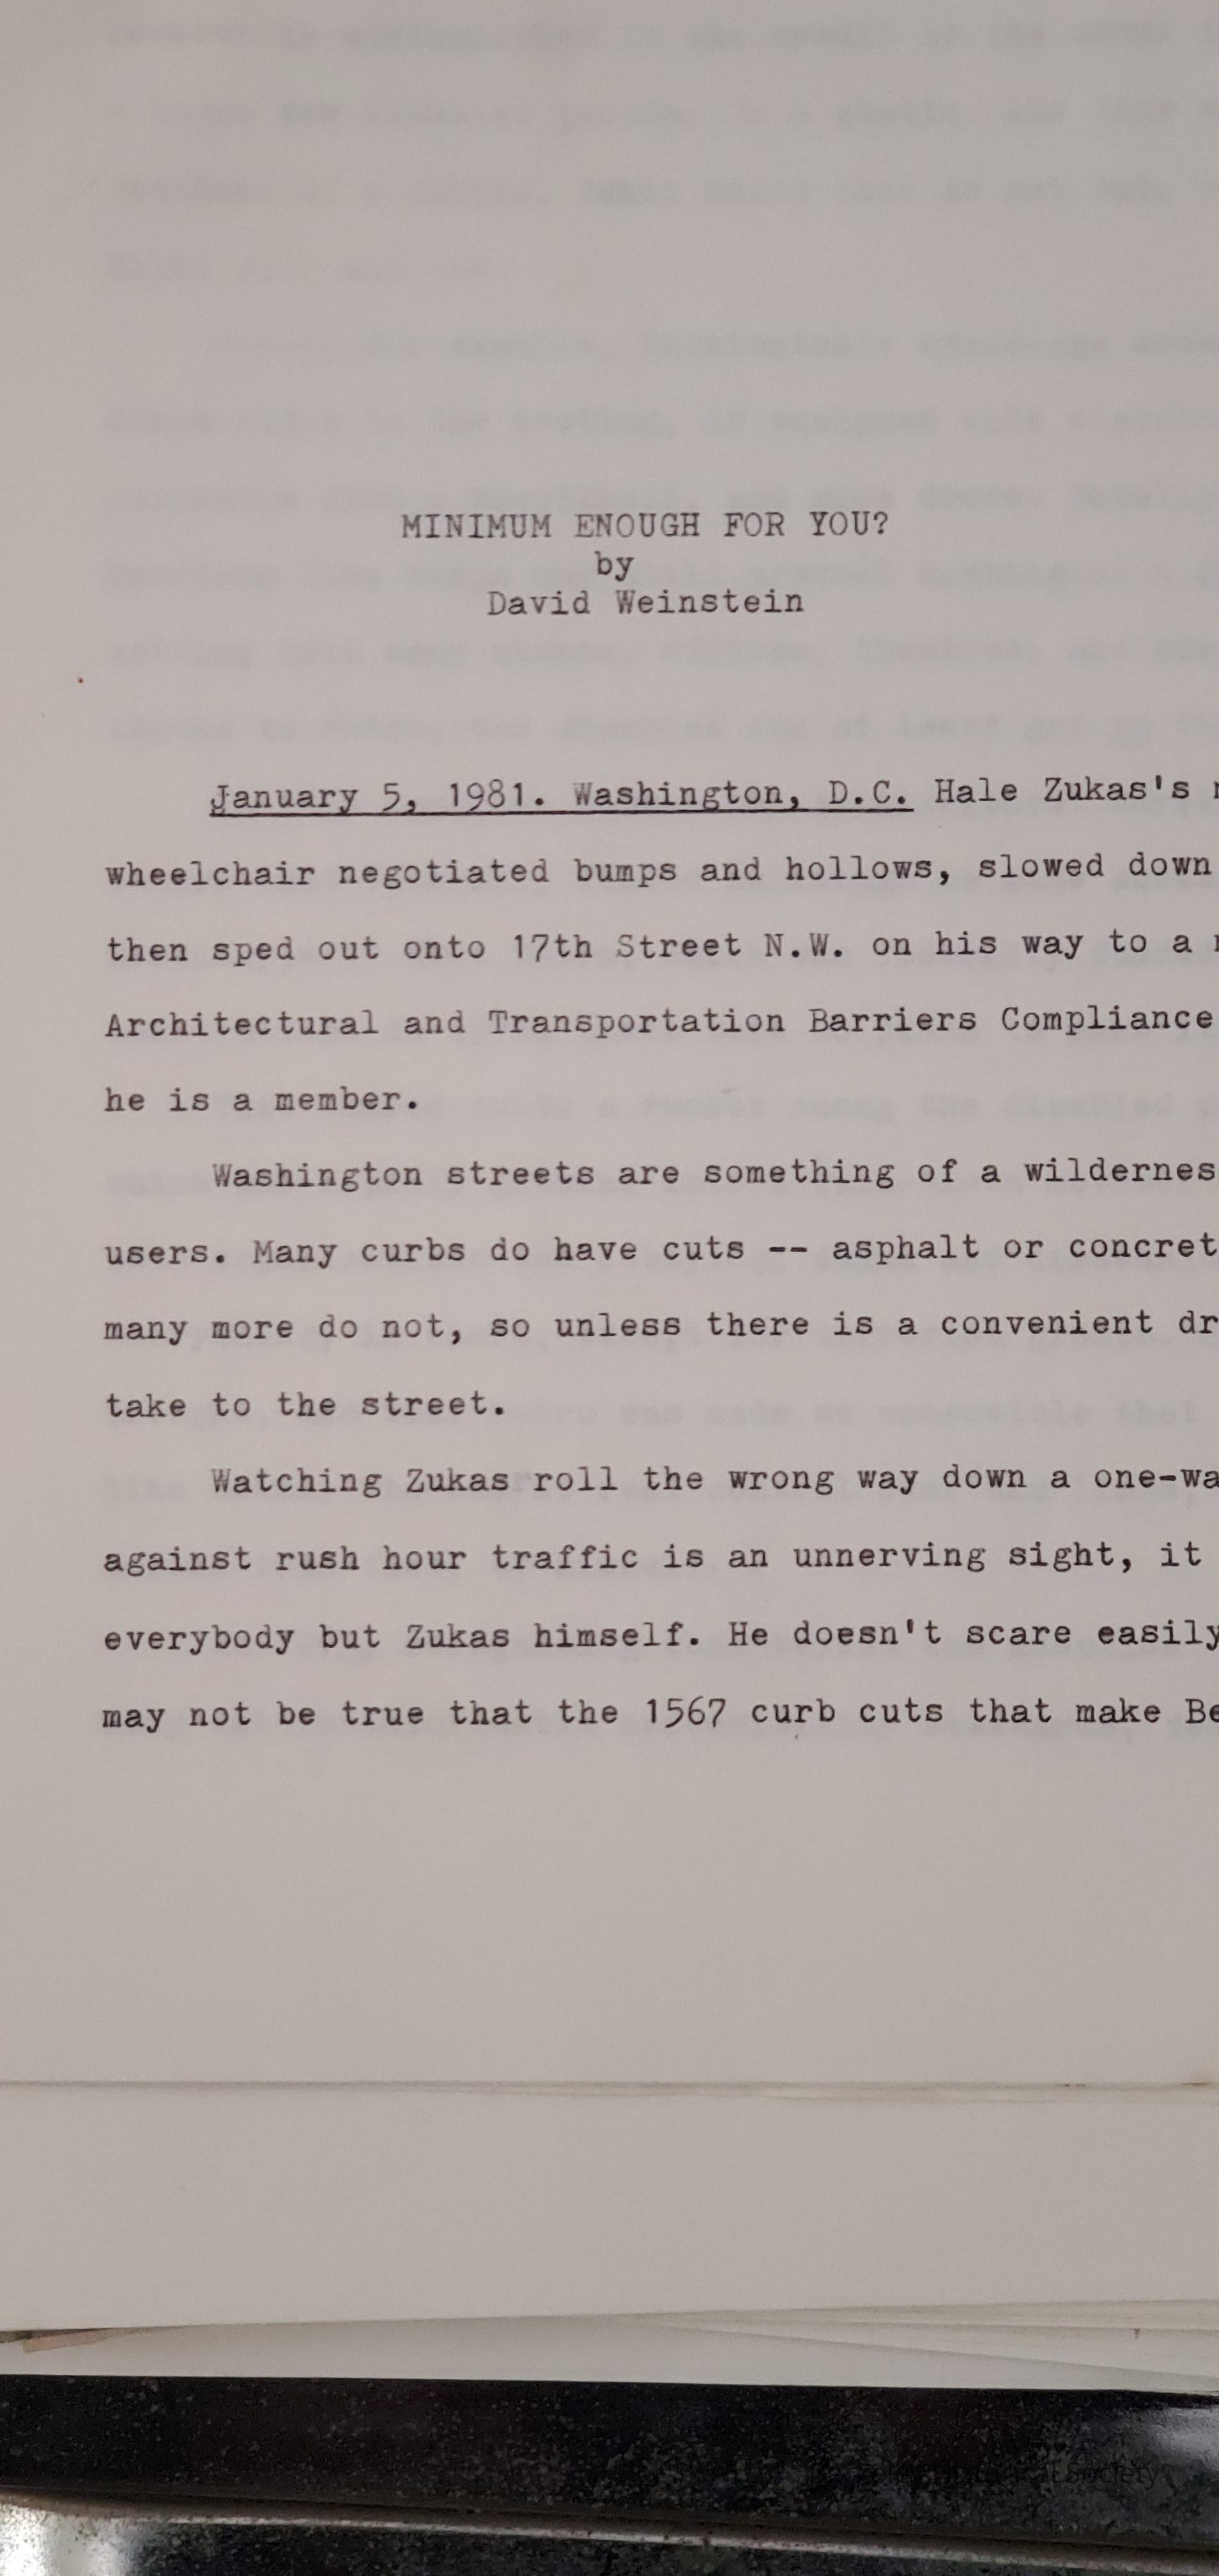 MINIMUM ENOUGH FOR YOU?
by
David Weinstein
January 5, 1981. Washington, D.C. Hale Zukas's
wheelchair negotiated bumps and hollows, slowed down
then sped out onto 17th Street N.W. on his way to a
Architectural and Transportation Barriers Compliance
he is a member.
Washington streets are something of a wildernes
users. Many curbs do have cuts -- asphalt or concret
many more do not, so unless there is a convenient dr
take to the street.
Watching Zukas roll the wrong way down a one-wa
against rush hour traffic is an unnerving sight, it
everybody but Zukas himself. He doesn't scare easily
may not be true that the 1567 curb cuts that make Be
Society